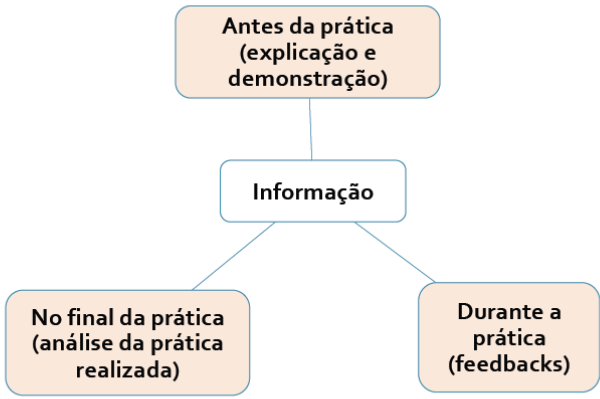 Antes da prática
(explicação e
demonstração)
Informação
No final da prática
(análise da prática
realizada)
Durante a
prática
(feedbacks)